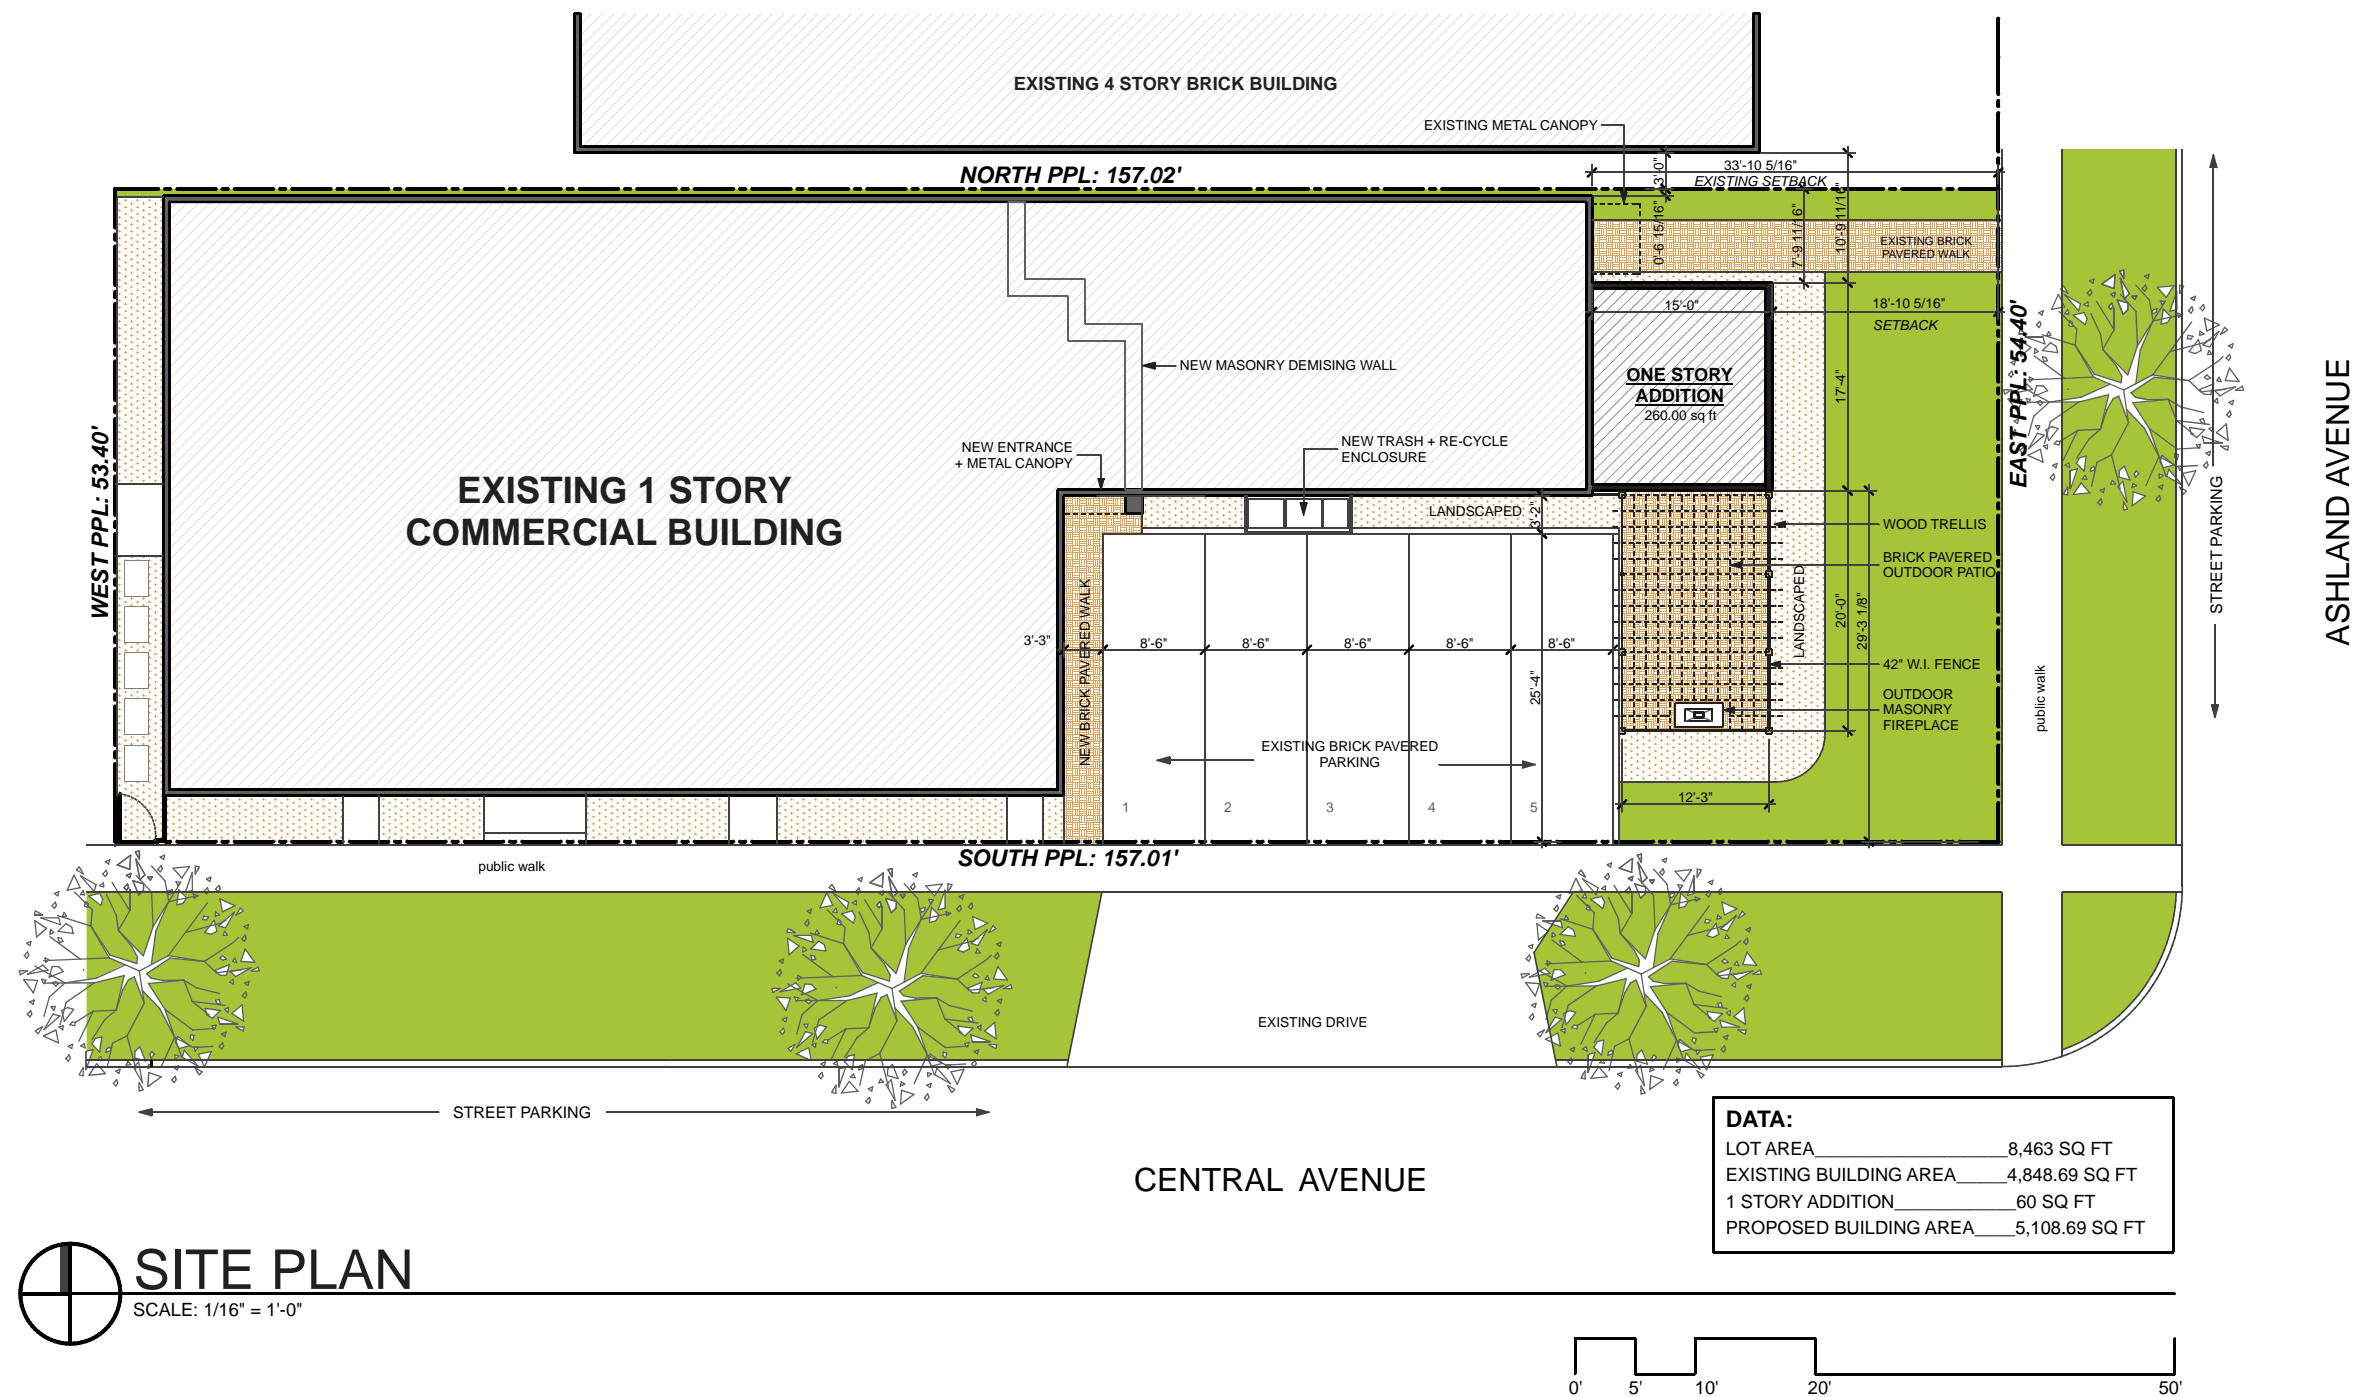 EXISTING 4 STORY BRICK BUILDING
EXISTING METAL CANOPY
NORTH PPL: 157.02'
3'-0"
33'-10 5/16"
EXISTING SETBACK
0'-6 15/16"
7'-9 11/16"
10'-9 11/16"
EXISTING BRICK
PAVERED WALK
15'-0"
18'-10 5/16"
SETBACK
NEW MASONRY DEMISING WALL
ONE STORY
ADDITION
260.00 sq ft
17'-4"
EAST PPL: 54.40'
WEST PPL: 53.40'
EXISTING 1 STORY
COMMERCIAL BUILDING
NEW ENTRANCE
+ METAL CANOPY
NEW TRASH + RE-CYCLE
ENCLOSURE
LANDSCAPED
3'-2"
WOOD TRELLIS
BRICK PAVERED
OUTDOOR PATIO
LANDSCAPED
20'-0"
29'-3 1/8"
42" W.I. FENCE
OUTDOOR
MASONRY
FIREPLACE
NEW BRICK PAVERED WALK
3'-3"
8'-6"
8'-6"
8'-6"
8'-6"
8'-6"
25'-4"
EXISTING BRICK PAVERED
PARKING
1
2
3
4
5
12'-3"
SOUTH PPL: 157.01'
public walk
public walk
STREET PARKING
ASHLAND AVENUE
EXISTING DRIVE
STREET PARKING
CENTRAL AVENUE
DATA:
LOT AREA___________________8,463 SQ FT
EXISTING BUILDING AREA_____4,848.69 SQ FT
1 STORY ADDITION____________60 SQ FT
PROPOSED BUILDING AREA____5,108.69 SQ FT
SITE PLAN
SCALE: 1/16" = 1'-0"
0'
5'
10'
20'
50'